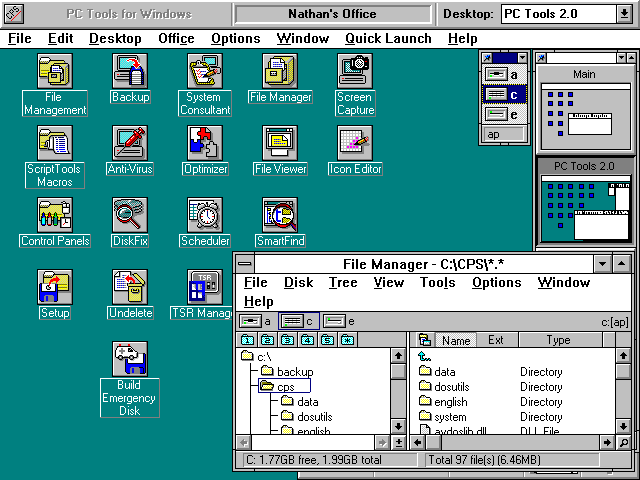 PC Tools for Windows
Nathan's Office
Desktop: PC Tools 2.0
File Edit Desktop Office Options Window Quick Launch Help
File Management
Backup
System Consultant
File Manager
Screen Capture
ScriptTools Macros
Anti-Virus
Optimizer
File Viewer
Icon Editor
Control Panels
DiskFix
Scheduler
SmartFind
Setup
Undelete
TSR
TSR Manag
Build Emergency Disk
a
c
e
ap
Main
PC Tools 2.0
File Manager - C:\CPS\*.*
File Disk Tree View Tools Options Window
Help
a c e c:[ap]
1 2 3 4 5 *
c:\
backup
cps
data
dosutils
english
Name Ext Type
data Directory
dosutils Directory
english Directory
system Directory
avdoslib.dll DLL File
C: 1.77GB free, 1.99GB total Total 97 file(s) (6.46MB)